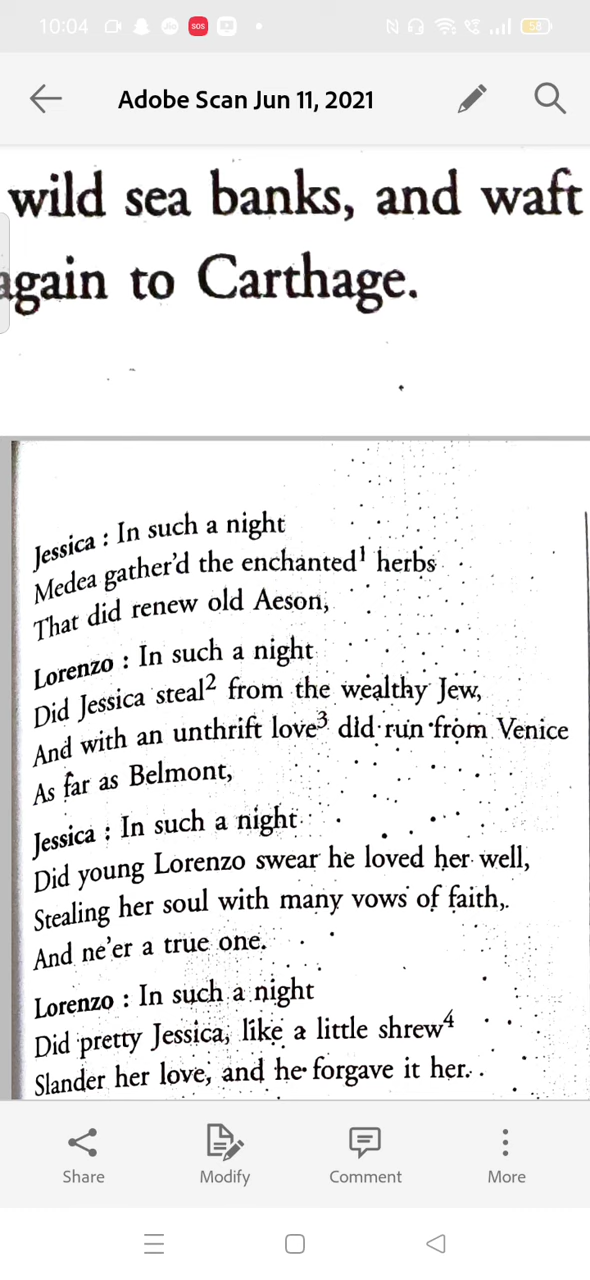 10:04
SOS
58
Adobe Scan Jun 11, 2021
wild sea banks, and waft
again to Carthage.
Jessica : In such a night
Medea gather'd the enchanted¹ herbs
That did renew old Aeson,
Lorenzo : In such a night
Did Jessica steal² from the wealthy Jew,
And with an unthrift love³ did run from Venice
As far as Belmont,
Jessica : In such a night
Did young Lorenzo swear he loved her well,
Stealing her soul with many vows of faith,.
And ne'er a true one.
Lorenzo : In such a night
Did pretty Jessica, like a little shrew⁴
Slander her love, and he forgave it her.
Share
Modify
Comment
More